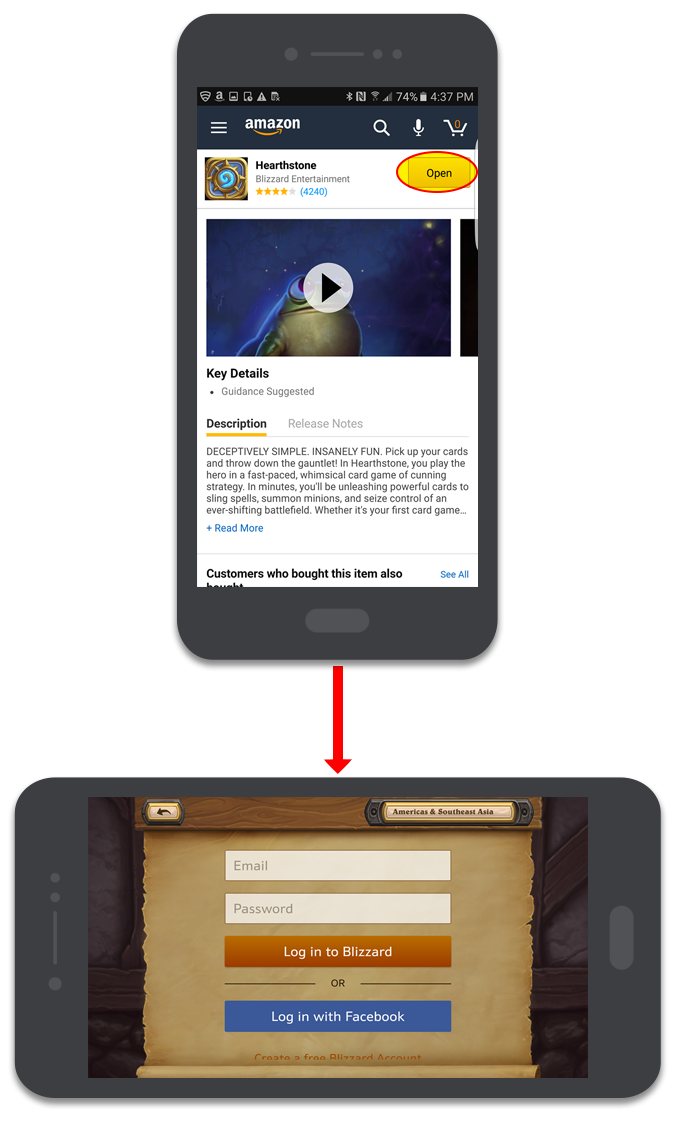 74% 4:37 PM
amazon
0
Hearthstone
Blizzard Entertainment
(4240)
Open
Key Details
• Guidance Suggested
Description Release Notes
DECEPTIVELY SIMPLE. INSANELY FUN. Pick up your cards
and throw down the gauntlet! In Hearthstone, you play the
hero in a fast-paced, whimsical card game of cunning
strategy. In minutes, you'll be unleashing powerful cards to
sling spells, summon minions, and seize control of an
ever-shifting battlefield. Whether it's your first card game…
+ Read More
Customers who bought this item also See All
bought
Americas & Southeast Asia
Email
Password
Log in to Blizzard
OR
Log in with Facebook
Create a free Blizzard Account